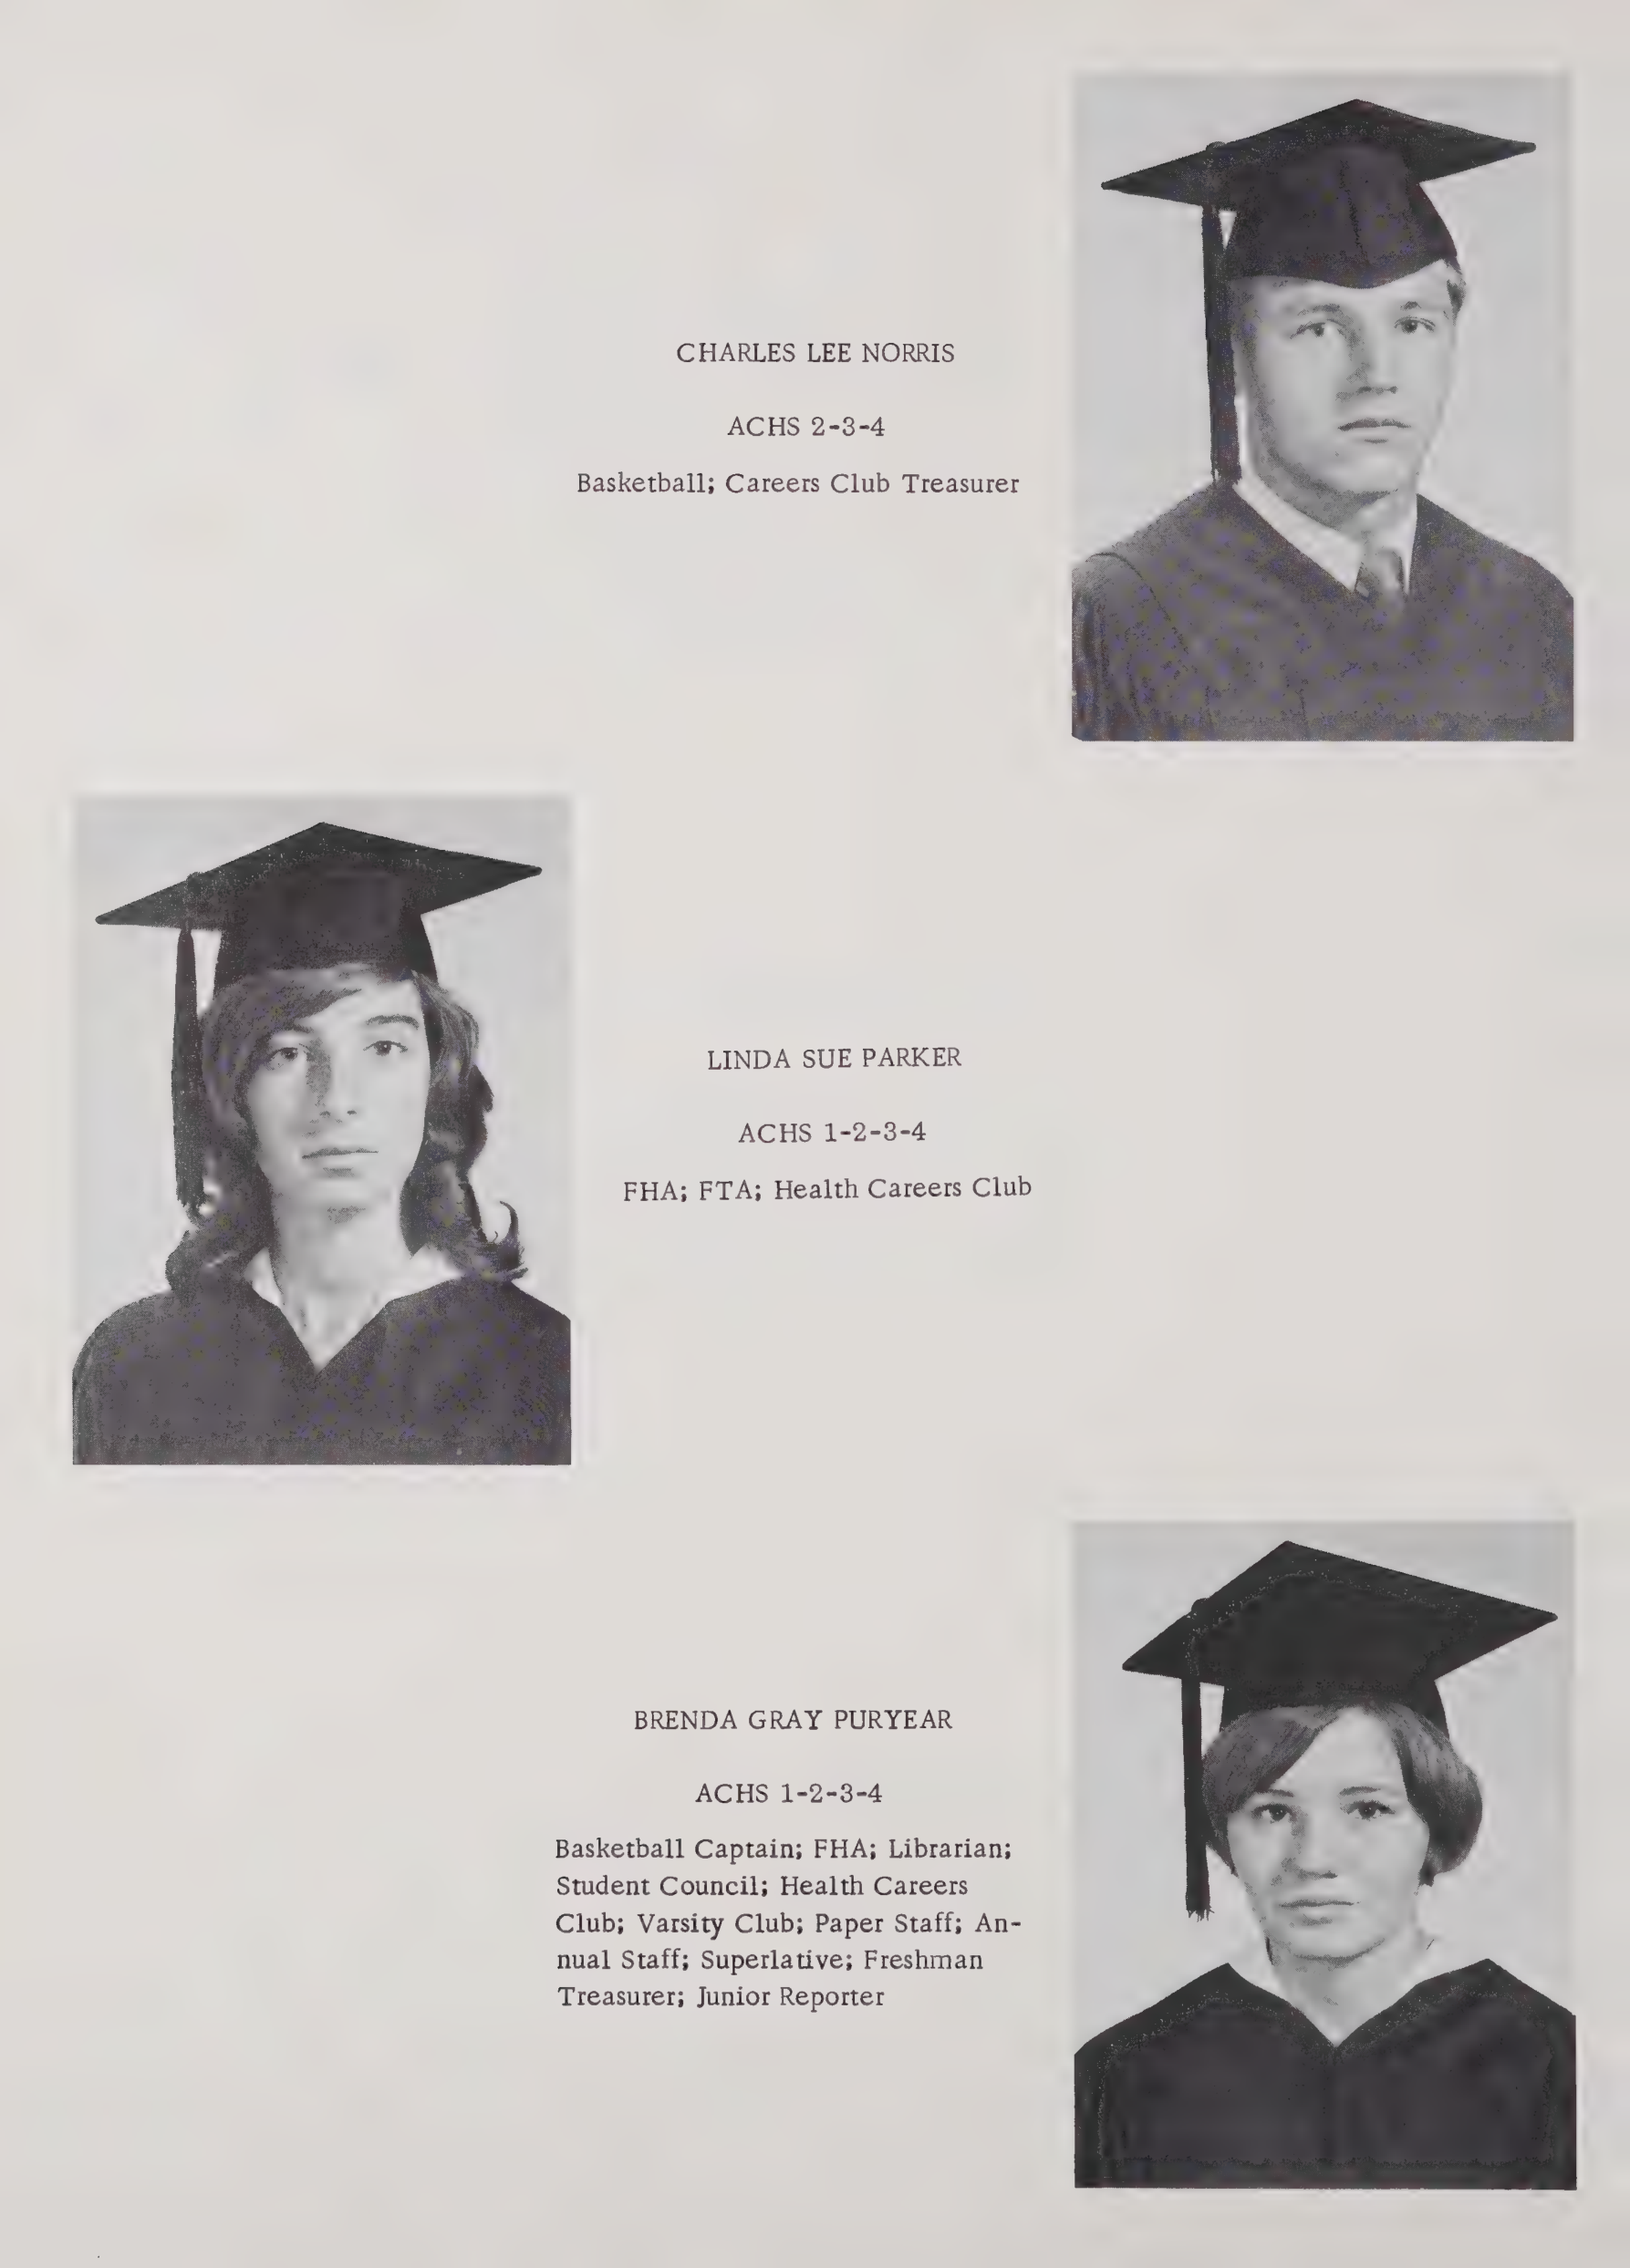 CHARLES LEE NORRIS
ACHS 2-3-4
Basketball; Careers Club Treasurer
LINDA SUE PARKER
ACHS 1-2-3-4
FHA; FTA; Health Careers Club
BRENDA GRAY PURYEAR
ACHS 1-2-3-4
Basketball Captain; FHA; Librarian;
Student Council; Health Careers
Club; Varsity Club; Paper Staff; An-
nual Staff; Superlative; Freshman
Treasurer; Junior Reporter